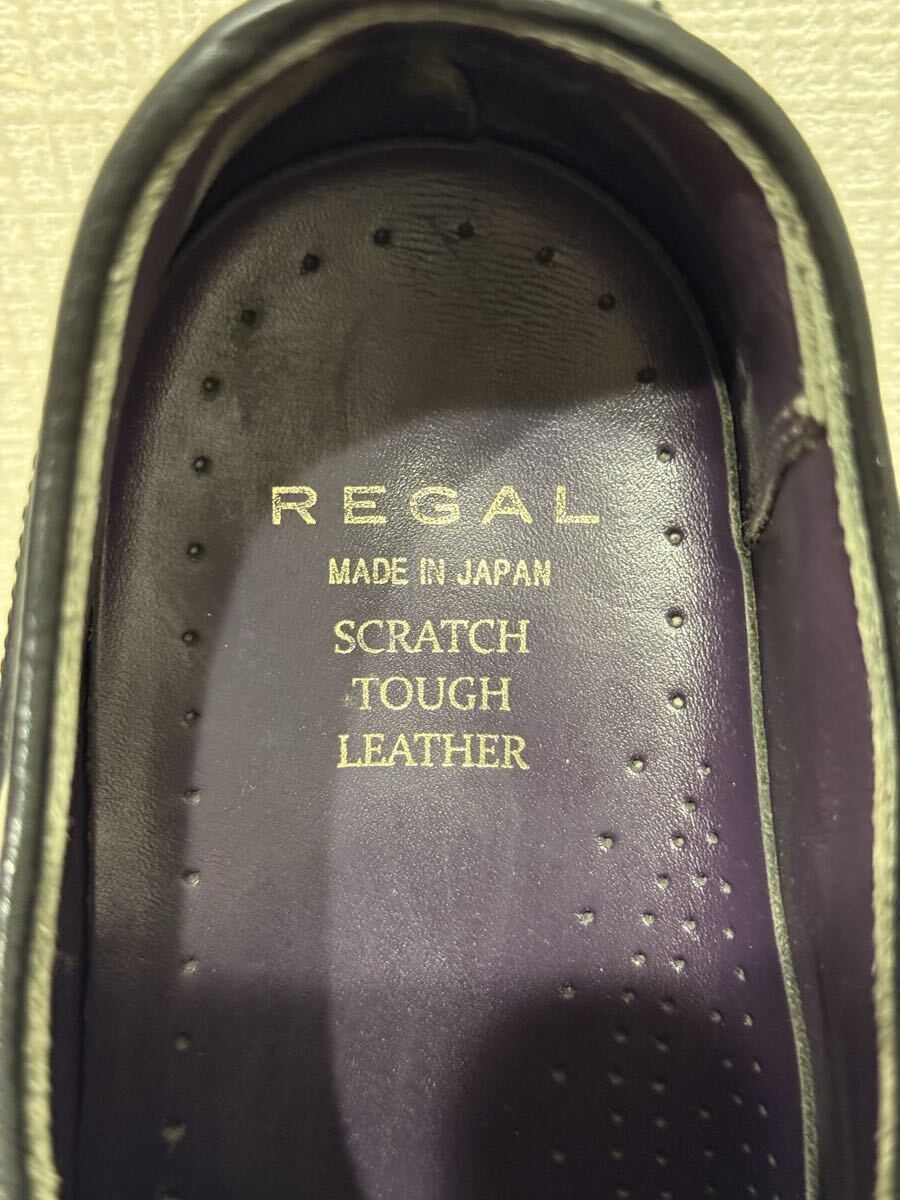 REGAL
MADE IN JAPAN
SCRATCH
TOUGH
LEATHER